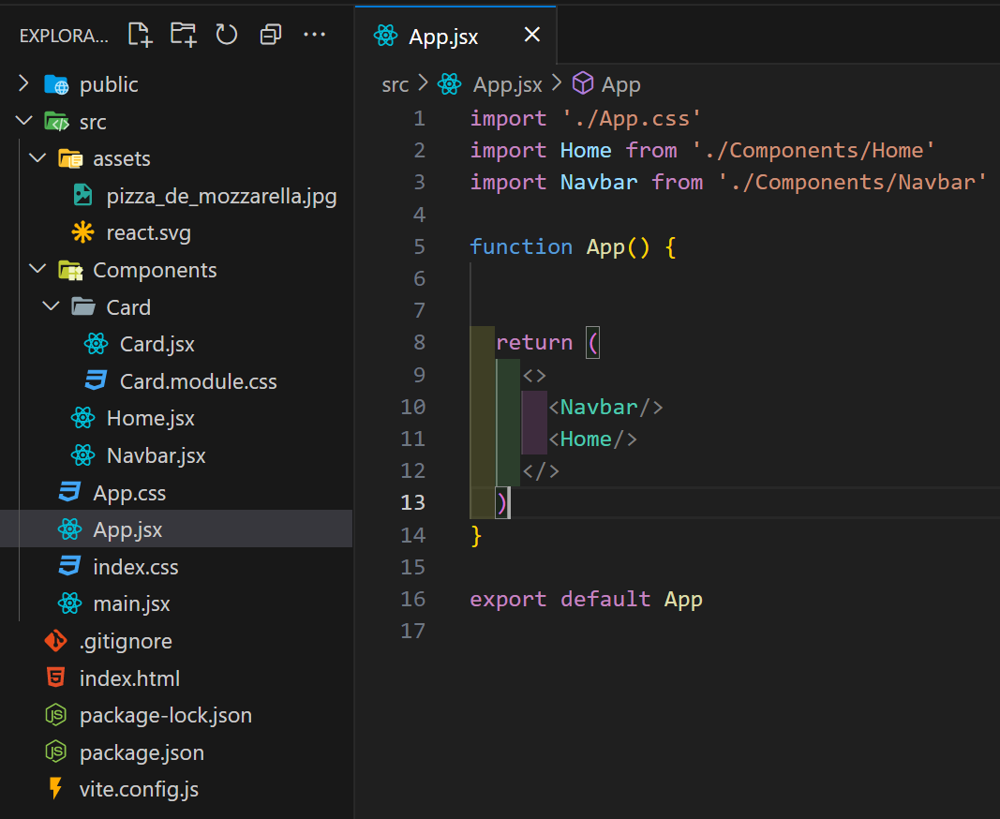 EXPLORA...
public
src
assets
pizza_de_mozzarella.jpg
react.svg
Components
Card
Card.jsx
Card.module.css
Home.jsx
Navbar.jsx
App.css
App.jsx
index.css
main.jsx
.gitignore
index.html
package-lock.json
package.json
vite.config.js
App.jsx
src > App.jsx > App
1 import './App.css'
2 import Home from './Components/Home'
3 import Navbar from './Components/Navbar'
4
5 function App() {
6
7
8 return (
9 <>
10 <Navbar/>
11 <Home/>
12 </>
13 )
14 }
15
16 export default App
17